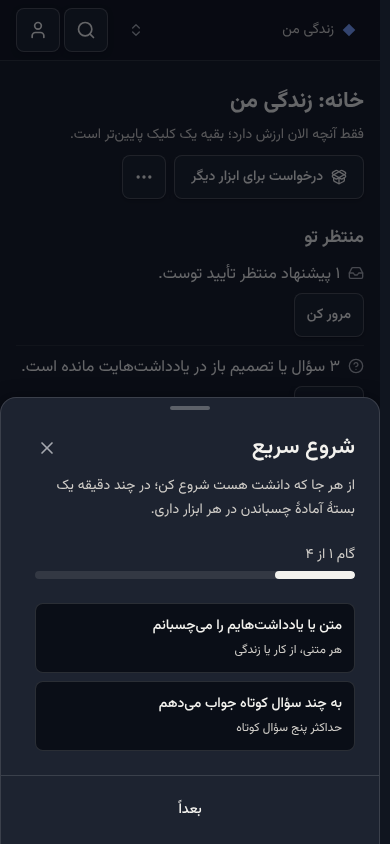 زندگی من
خانه: زندگی من
فقط آنچه الان ارزش دارد؛ بقیه یک کلیک پایین‌تر است.
درخواست برای ابزار دیگر
منتظر تو
۱ پیشنهاد منتظر تأیید توست.
مرور کن
۳ سؤال یا تصمیم باز در یادداشت‌هایت مانده است.
شروع سریع
از هر جا که دانشت هست شروع کن؛ در چند دقیقه یک
بستهٔ آمادهٔ چسباندن در هر ابزار داری.
گام ۱ از ۴
متن یا یادداشت‌هایم را می‌چسبانم
هر متنی، از کار یا زندگی
به چند سؤال کوتاه جواب می‌دهم
حداکثر پنج سؤال کوتاه
بعداً